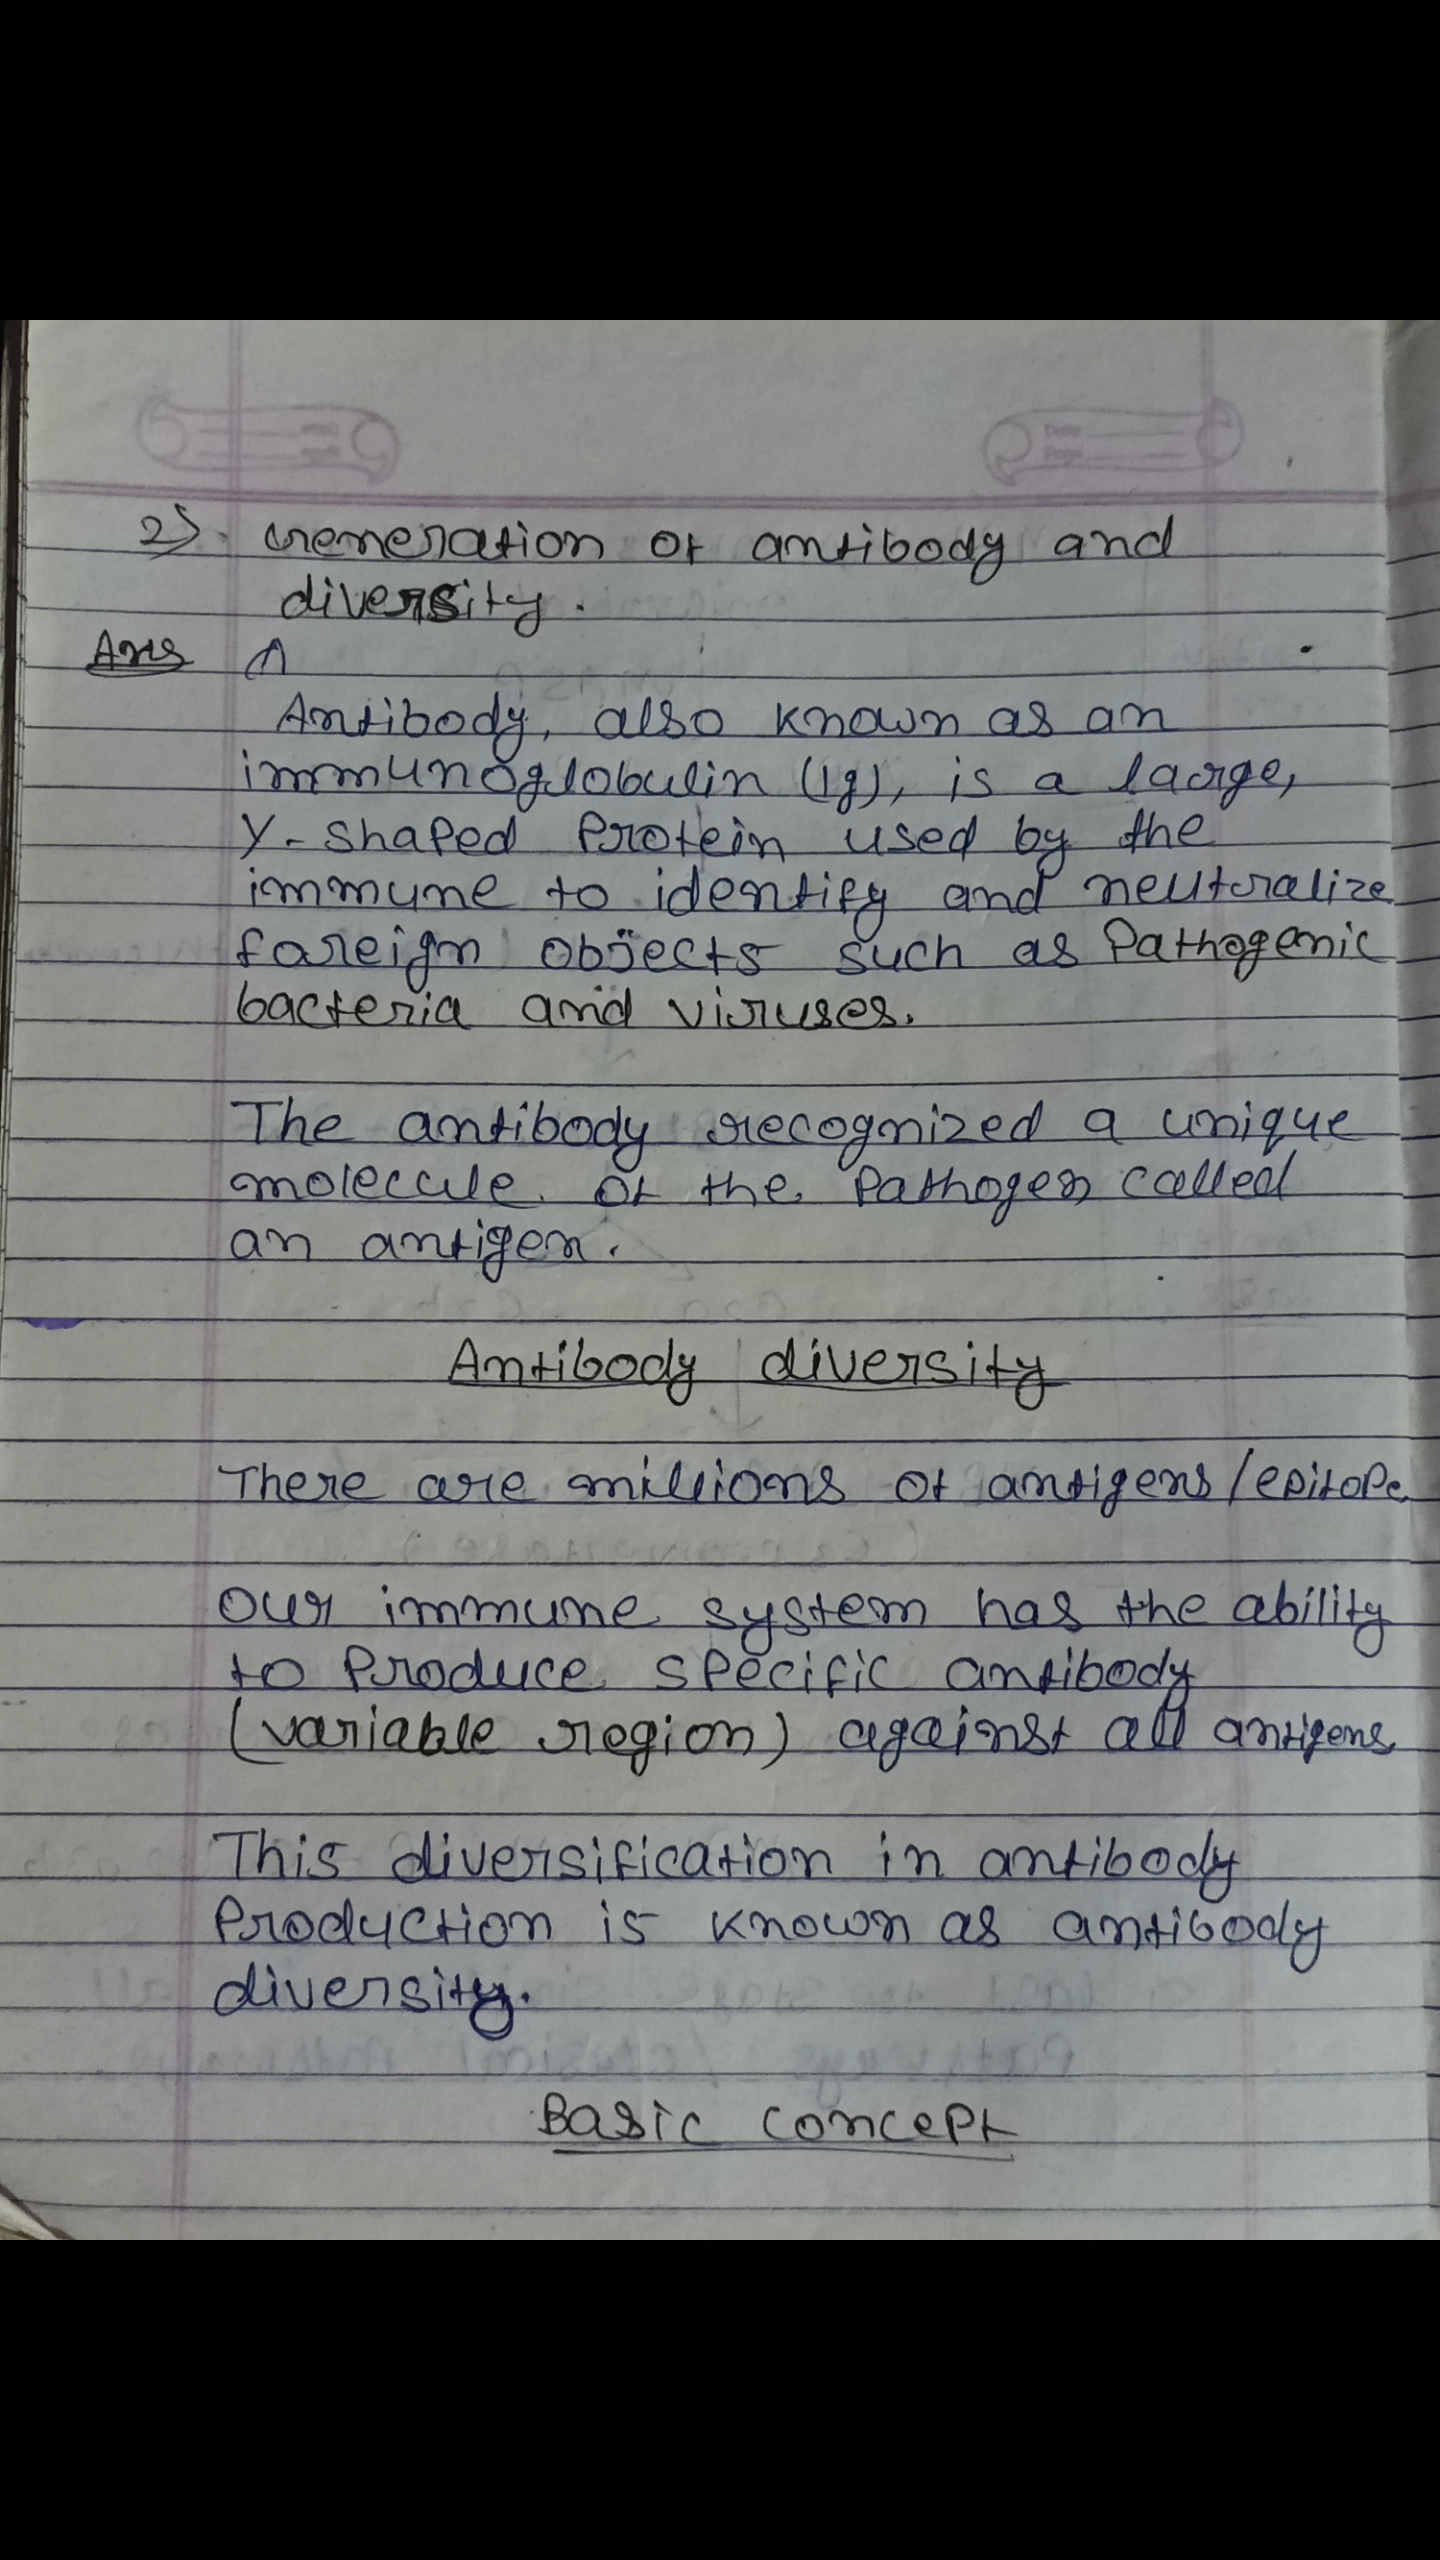 2). Generation of antibody and
diversity.
Ans A
Antibody, also known as an
immunoglobulin (Ig), is a large,
Y-shaped Protein used by the
immune to identify and neutralize
foreign objects such as Pathogenic
bacteria and viruses.
The antibody recognized a unique
molecule of the Pathogen called
an antigen.
Antibody diversity
There are millions of antigens/epitope
Our immune system has the ability
to Produce specific antibody
(variable region) against all antigens
This diversification in antibody
Production is known as antibody
diversity.
Basic concept